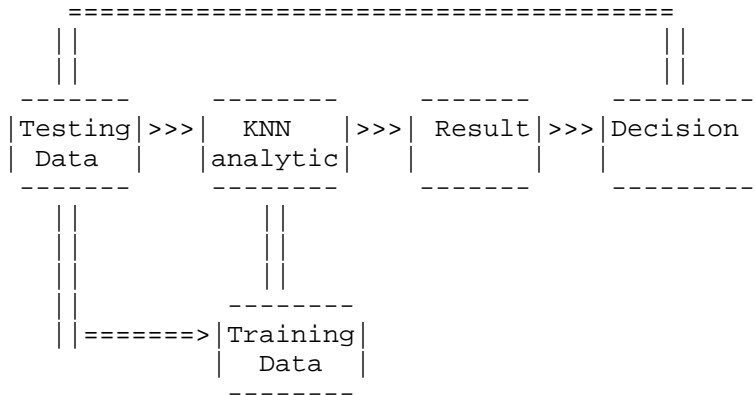 =====================================
||                                   ||
||                                   ||
-------     --------     -------     ---------
|Testing|>>>|  KNN   |>>>| Result|>>>|Decision
| Data  |   |analytic|   |       |   |
-------     --------     -------     ---------
||            ||
||            ||
||            ||
||          --------
||=======>|Training|
|  Data  |
--------